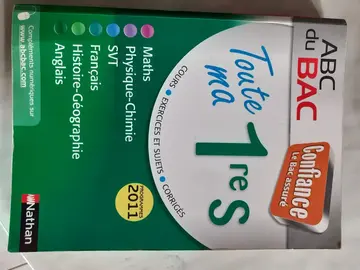 ABC
du BAC
Confiance
Le Bac assuré
Toute
ma
1re S
COURS • EXERCICES ET SUJETS • CORRIGÉS
PROGRAMMES
2011
Maths
Physique-Chimie
SVT
Français
Histoire-Géographie
Anglais
Compléments numériques sur
www.abcbac.com
Nathan